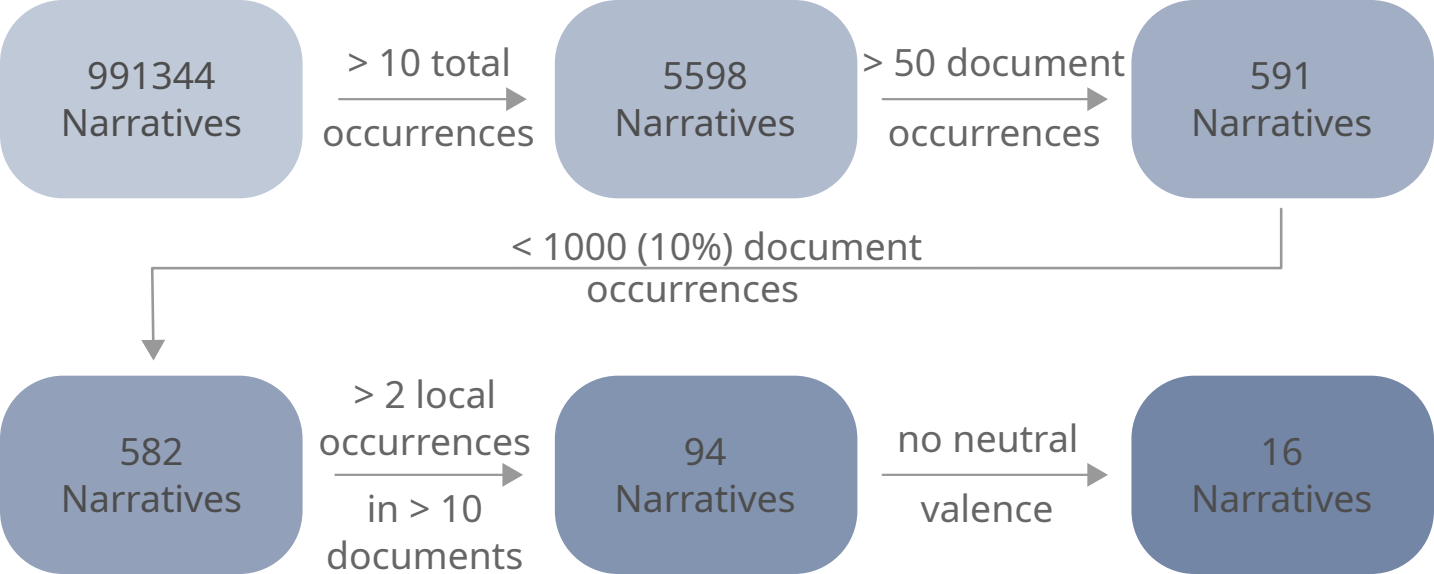 991344
Narratives
> 10 total
occurrences
5598
Narratives
> 50 document
occurrences
591
Narratives
< 1000 (10%) document
occurrences
582
Narratives
> 2 local
occurrences
in > 10
documents
94
Narratives
no neutral
valence
16
Narratives